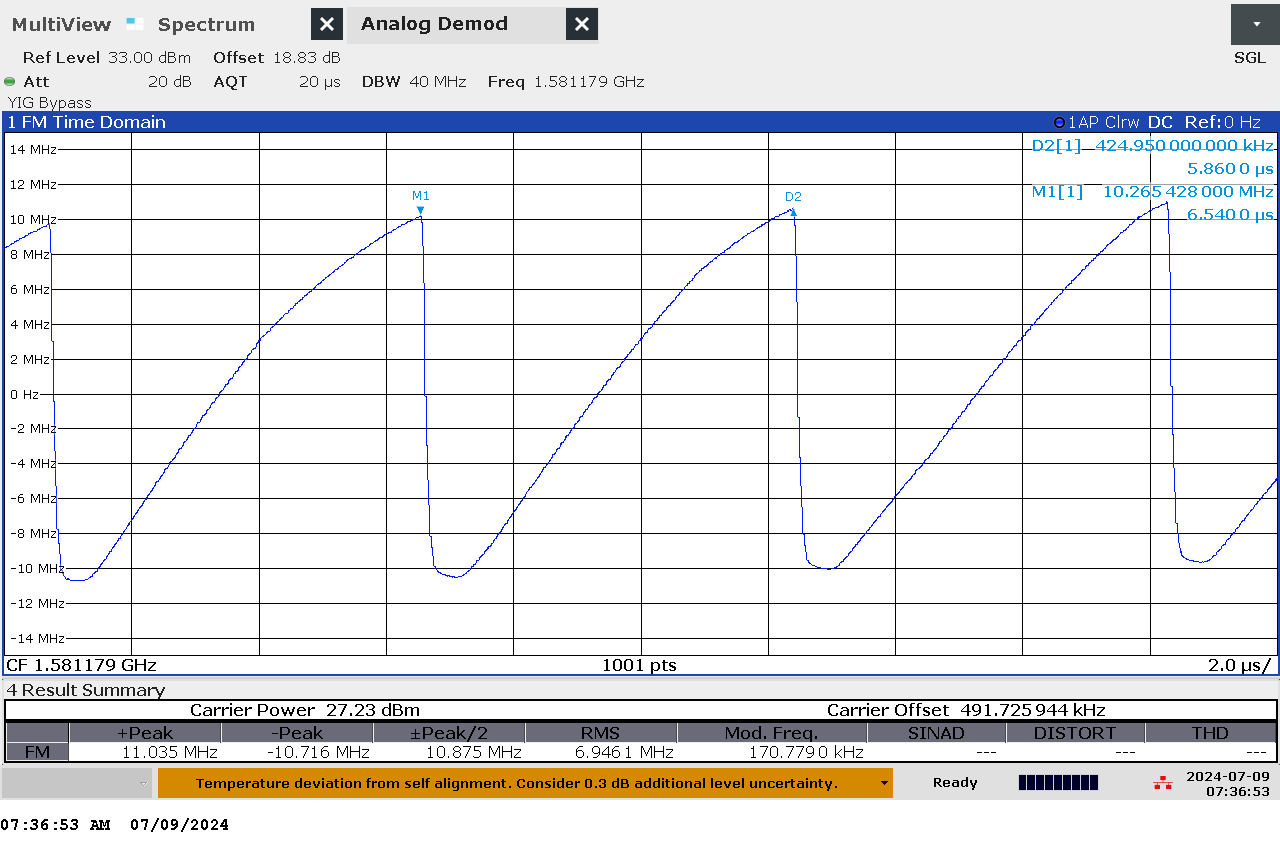 MultiView Spectrum X Analog Demod X
Ref Level 33.00 dBm Offset 18.83 dB SGL
Att 20 dB AQT 20 µs DBW 40 MHz Freq 1.581179 GHz
YIG Bypass
1 FM Time Domain 1AP Clrw DC Ref: 0 Hz
14 MHz D2[1] 424.950 000 000 kHz
5.860 0 µs
12 MHz M1[1] 10.265 428 000 MHz
M1 D2
10 MHz 6.540 0 µs
8 MHz
6 MHz
4 MHz
2 MHz
0 Hz
-2 MHz
-4 MHz
-6 MHz
-8 MHz
-10 MHz
-12 MHz
-14 MHz
CF 1.581179 GHz 1001 pts 2.0 µs/
4 Result Summary
Carrier Power 27.23 dBm Carrier Offset 491.725 944 kHz
+Peak -Peak ±Peak/2 RMS Mod. Freq. SINAD DISTORT THD
FM 11.035 MHz -10.716 MHz 10.875 MHz 6.9461 MHz 170.779 0 kHz --- --- ---
Temperature deviation from self alignment. Consider 0.3 dB additional level uncertainty. Ready 2024-07-09
07:36:53
07:36:53 AM 07/09/2024